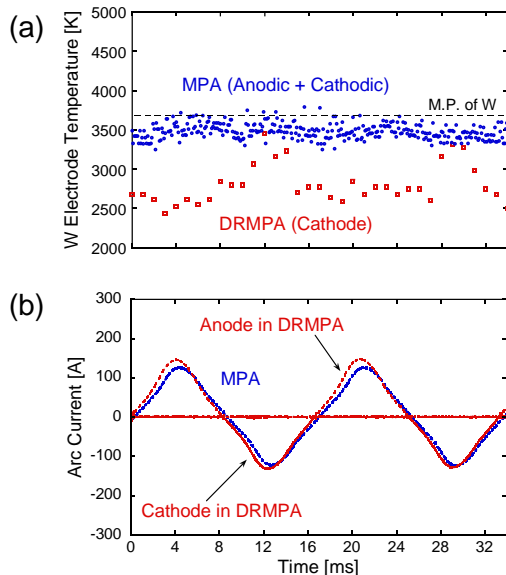 (a)
W Electrode Temperature [K]
5000
4500
4000
3500
3000
2500
2000
MPA (Anodic + Cathodic)
M.P. of W
DRMPA (Cathode)
(b)
Arc Current [A]
300
200
100
0
-100
-200
-300
Anode in DRMPA
MPA
Cathode in DRMPA
0 4 8 12 16 20 24 28 32
Time [ms]